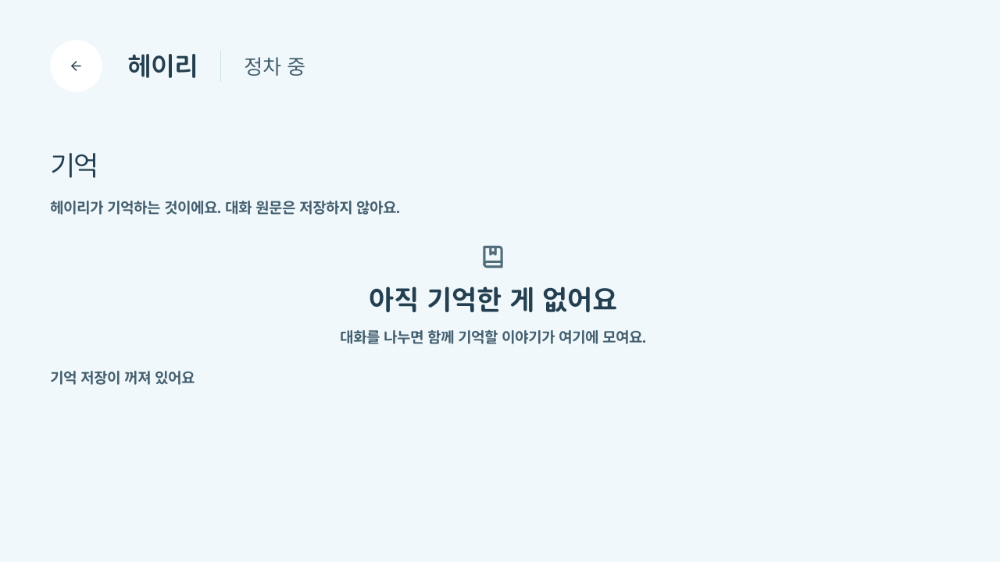 헤이리
정차 중
기억
헤이리가 기억하는 것이에요. 대화 원문은 저장하지 않아요.
아직 기억한 게 없어요
대화를 나누면 함께 기억할 이야기가 여기에 모여요.
기억 저장이 꺼져 있어요